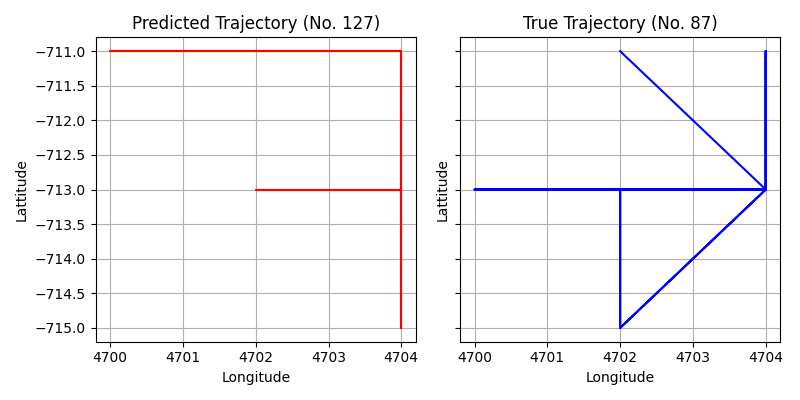 Predicted Trajectory (No. 127)
True Trajectory (No. 87)
−711.0
−711.5
−712.0
−712.5
−713.0
−713.5
−714.0
−714.5
−715.0
Lattitude
Lattitude
4700 4701 4702 4703 4704
4700 4701 4702 4703 4704
Longitude
Longitude